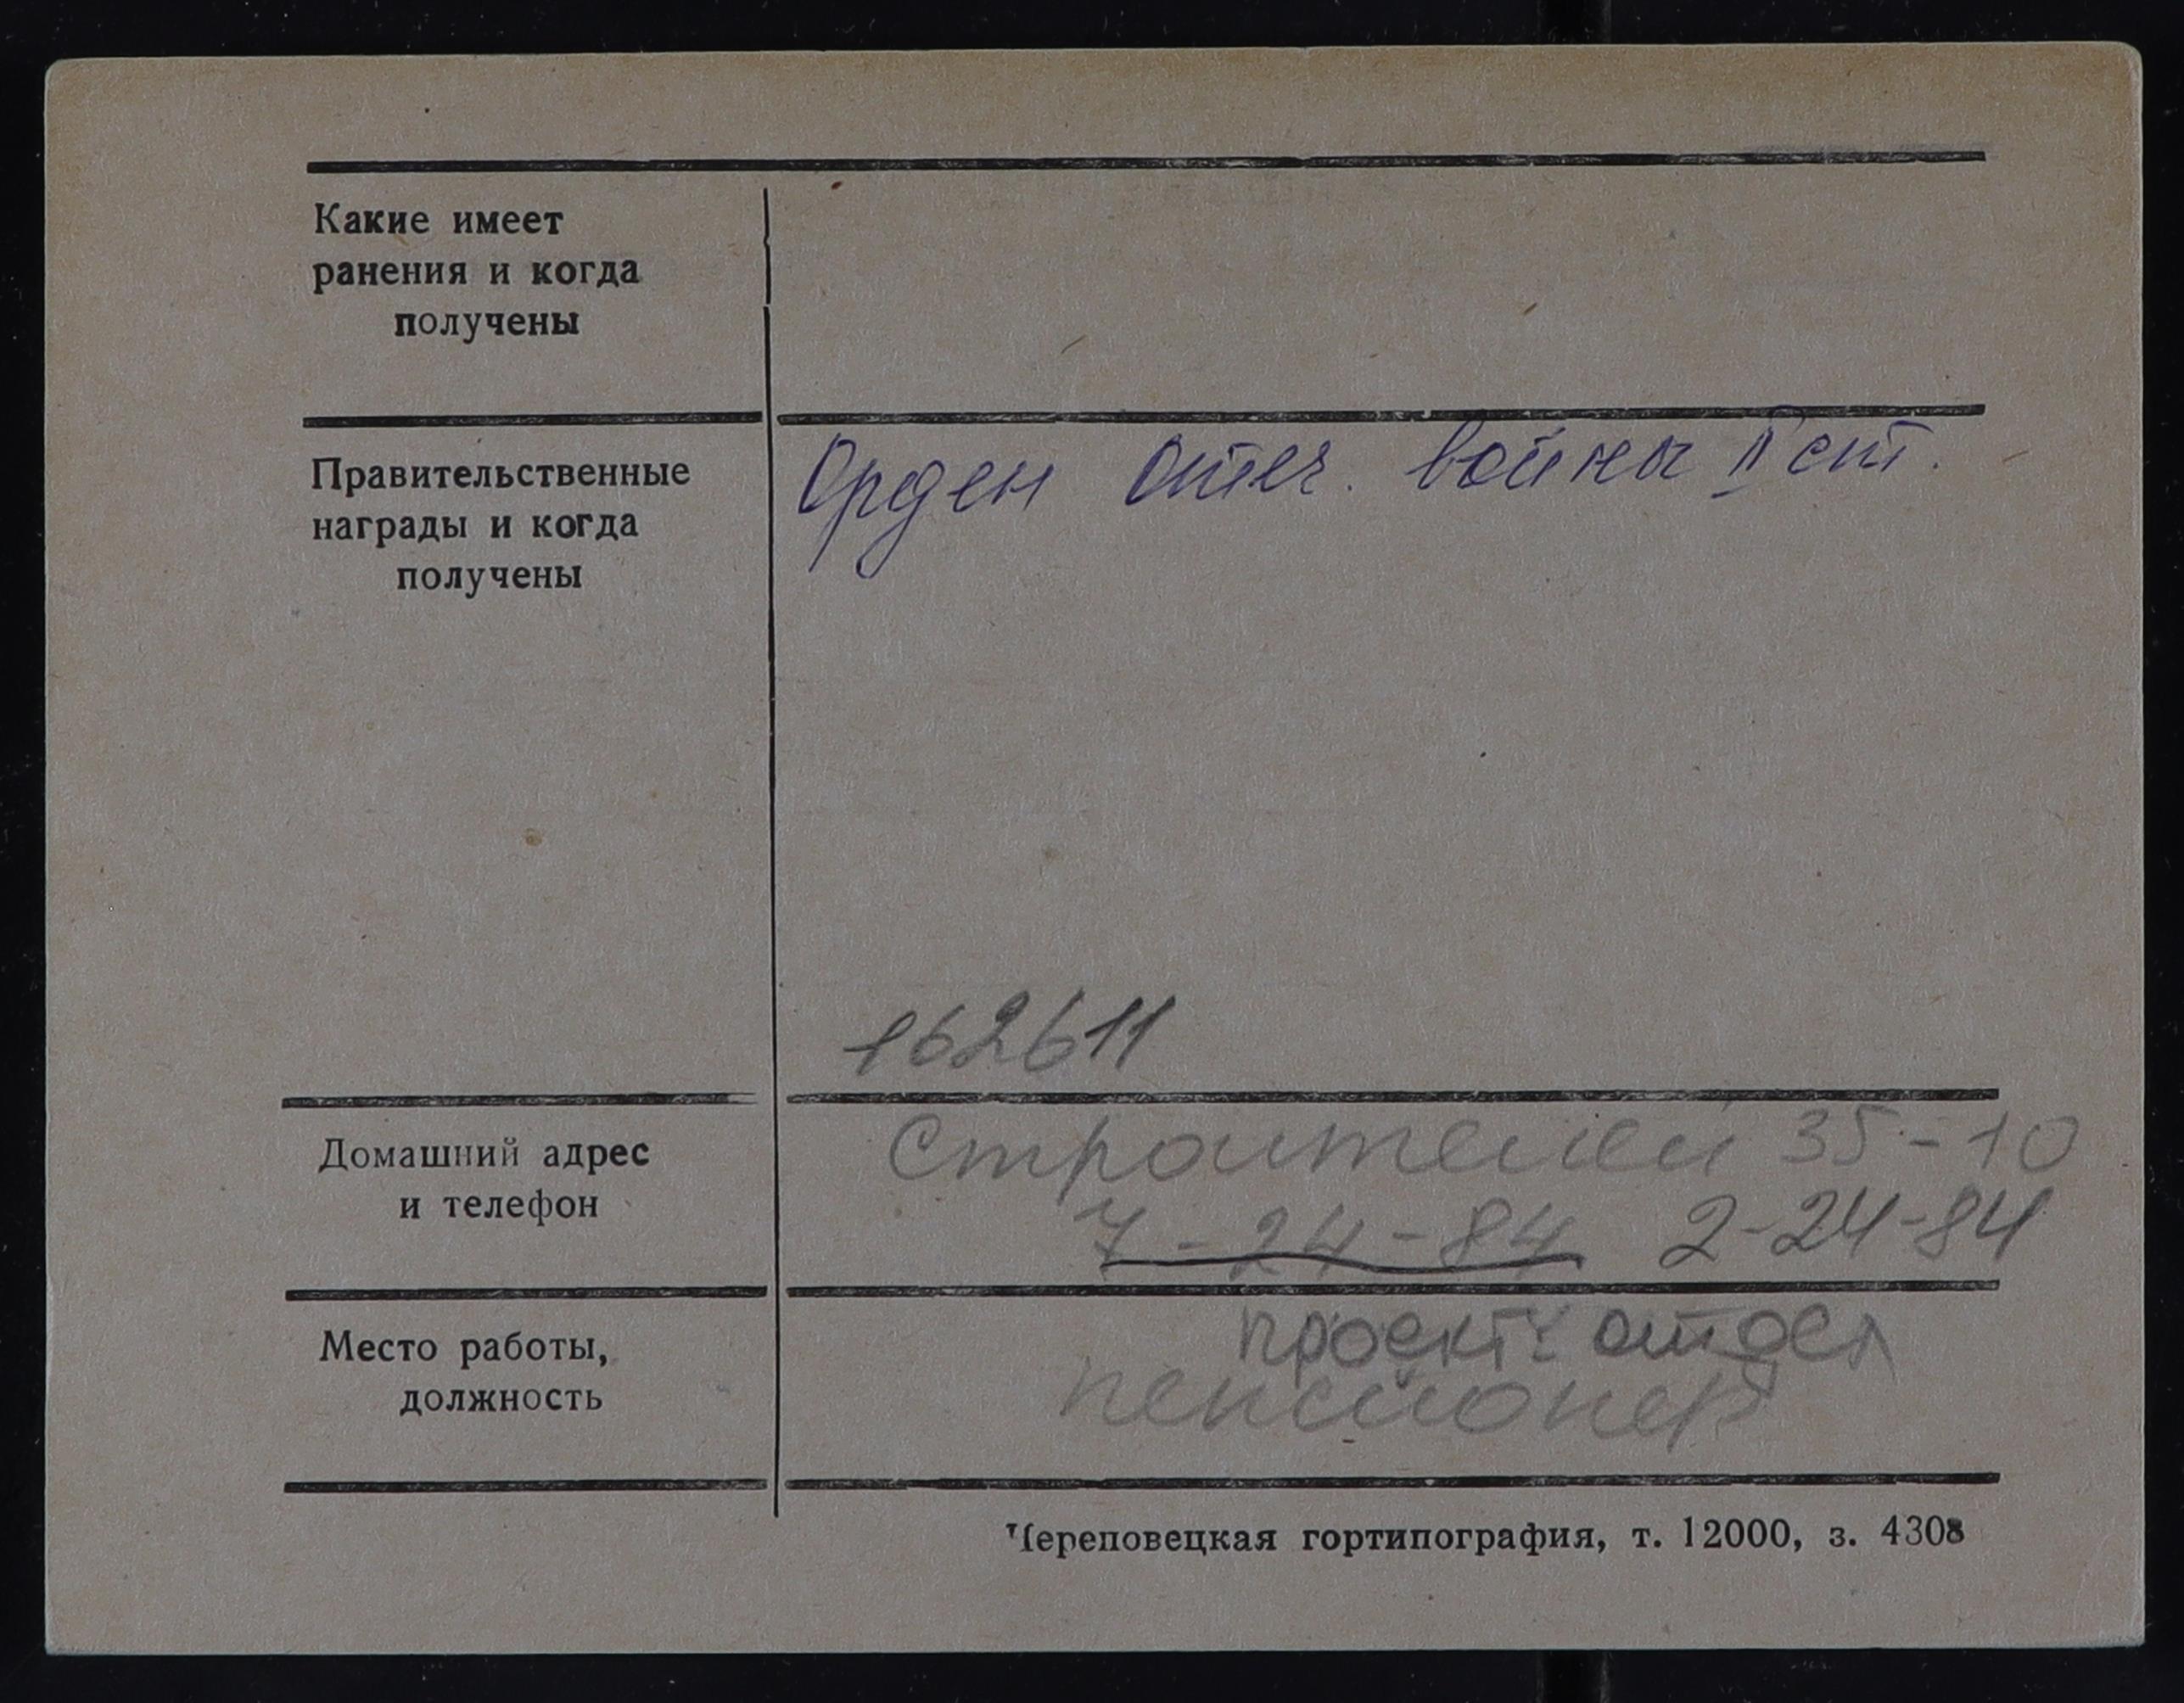 Какие имеет
ранения и когда
получены
Правительственные
награды и когда
получены
Орден Отеч. войны II ст.
162611
Домашний адрес
и телефон
Строителей 35-10
7-24-84 2-24-84
Место работы,
должность
проект. отдел
пенсионер
Череповецкая гортипография, т. 12000, з. 4308